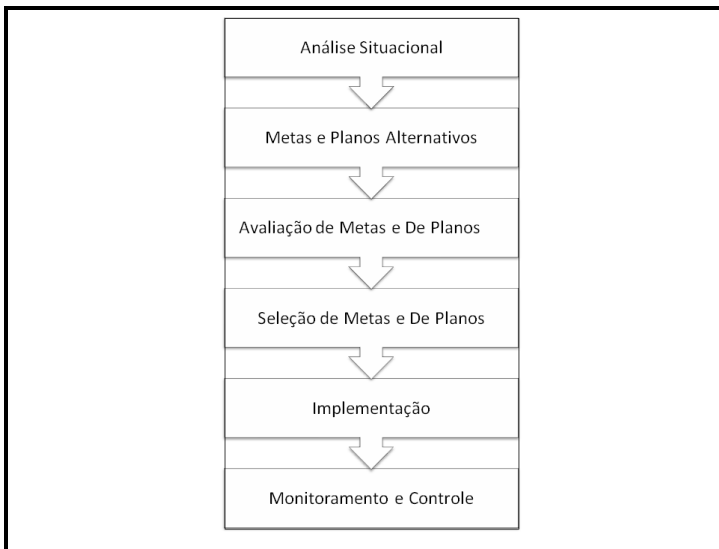 Análise Situacional
Metas e Planos Alternativos
Avaliação de Metas e De Planos
Seleção de Metas e De Planos
Implementação
Monitoramento e Controle